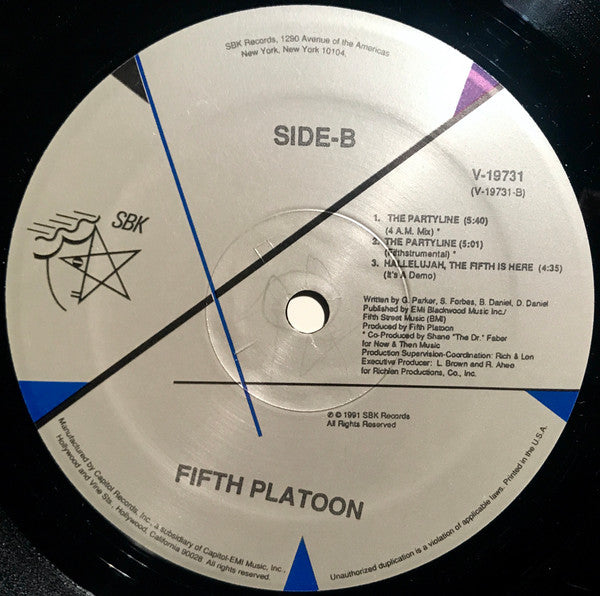 SBK Records, 1290 Avenue of the Americas
New York, New York 10104.
SIDE-B
V-19731
(V-19731-B)
SBK
1. THE PARTYLINE (5:40)
(4 A.M. Mix) *
2. THE PARTYLINE (5:01)
(Fifthstrumental) *
3. HALLELUJAH, THE FIFTH IS HERE (4:35)
(It's A Demo)
Written by G. Parker, S. Forbes, B. Daniel, D. Daniel
Published by EMI Blackwood Music Inc./
Fifth Street Music (BMI)
Produced by Fifth Platoon
* Co-Produced by Shane "The Dr." Faber
for Now & Then Music
Production Supervision-Coordination: Rich & Len
Executive Producer: L. Brown and R. Aheo
for Richlen Productions, Co., Inc.
℗ © 1991 SBK Records
All Rights Reserved
FIFTH PLATOON
Manufactured by Capitol Records, Inc., a subsidiary of Capitol-EMI Music, Inc.,
Hollywood and Vine Sts., Hollywood, California 90028. All rights reserved.
Unauthorized duplication is a violation of applicable laws. Printed in the U.S.A.